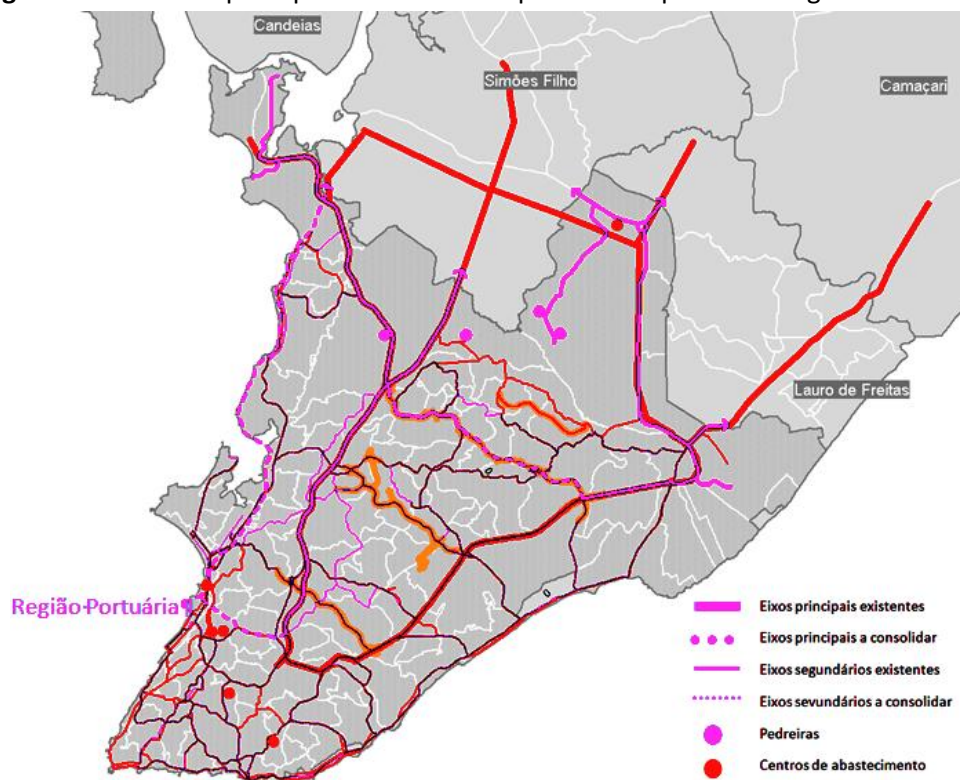 Candeias
Simões Filho
Camaçari
Lauro de Freitas
Região Portuária
Eixos principais existentes
Eixos principais a consolidar
Eixos segundários existentes
Eixos sevundários a consolidar
Pedreiras
Centros de abastecimento